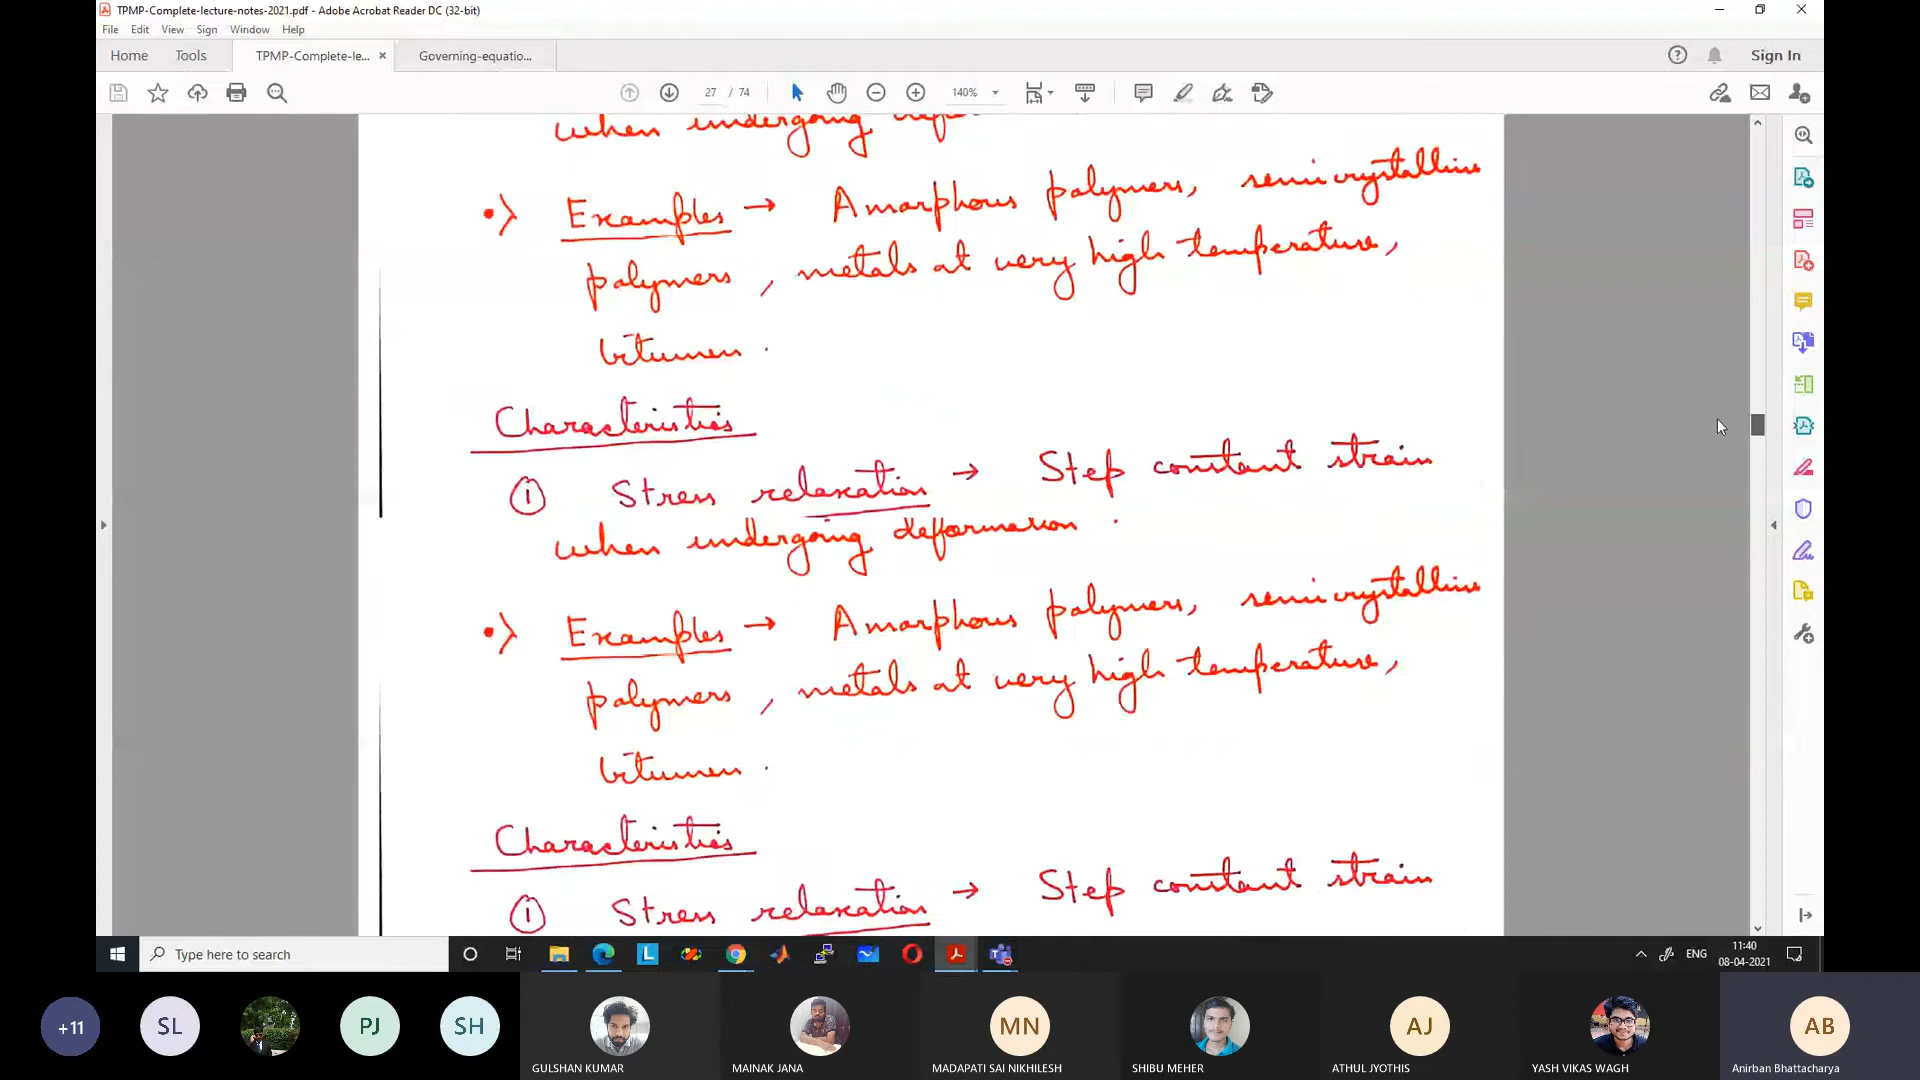 TPMP-Complete-lecture-notes-2021.pdf - Adobe Acrobat Reader DC (32-bit)
File Edit View Sign Window Help
Home Tools TPMP-Complete-le... × Governing-equatio... Sign In
27 / 74 140%
when undergoing
•> Examples → Amorphous polymers, semicrystalline
polymers, metals at very high temperature,
bitumen.
Characteristics
① Stress relaxation → Step constant strain
when undergoing deformation.
•> Examples → Amorphous polymers, semicrystalline
polymers, metals at very high temperature,
bitumen.
Characteristics
① Stress relaxation → Step constant strain
Type here to search
ENG
11:40
08-04-2021
+11 SL PJ SH MN AJ AB
GULSHAN KUMAR MAINAK JANA MADAPATI SAI NIKHILESH SHIBU MEHER ATHUL JYOTHIS YASH VIKAS WAGH Anirban Bhattacharya